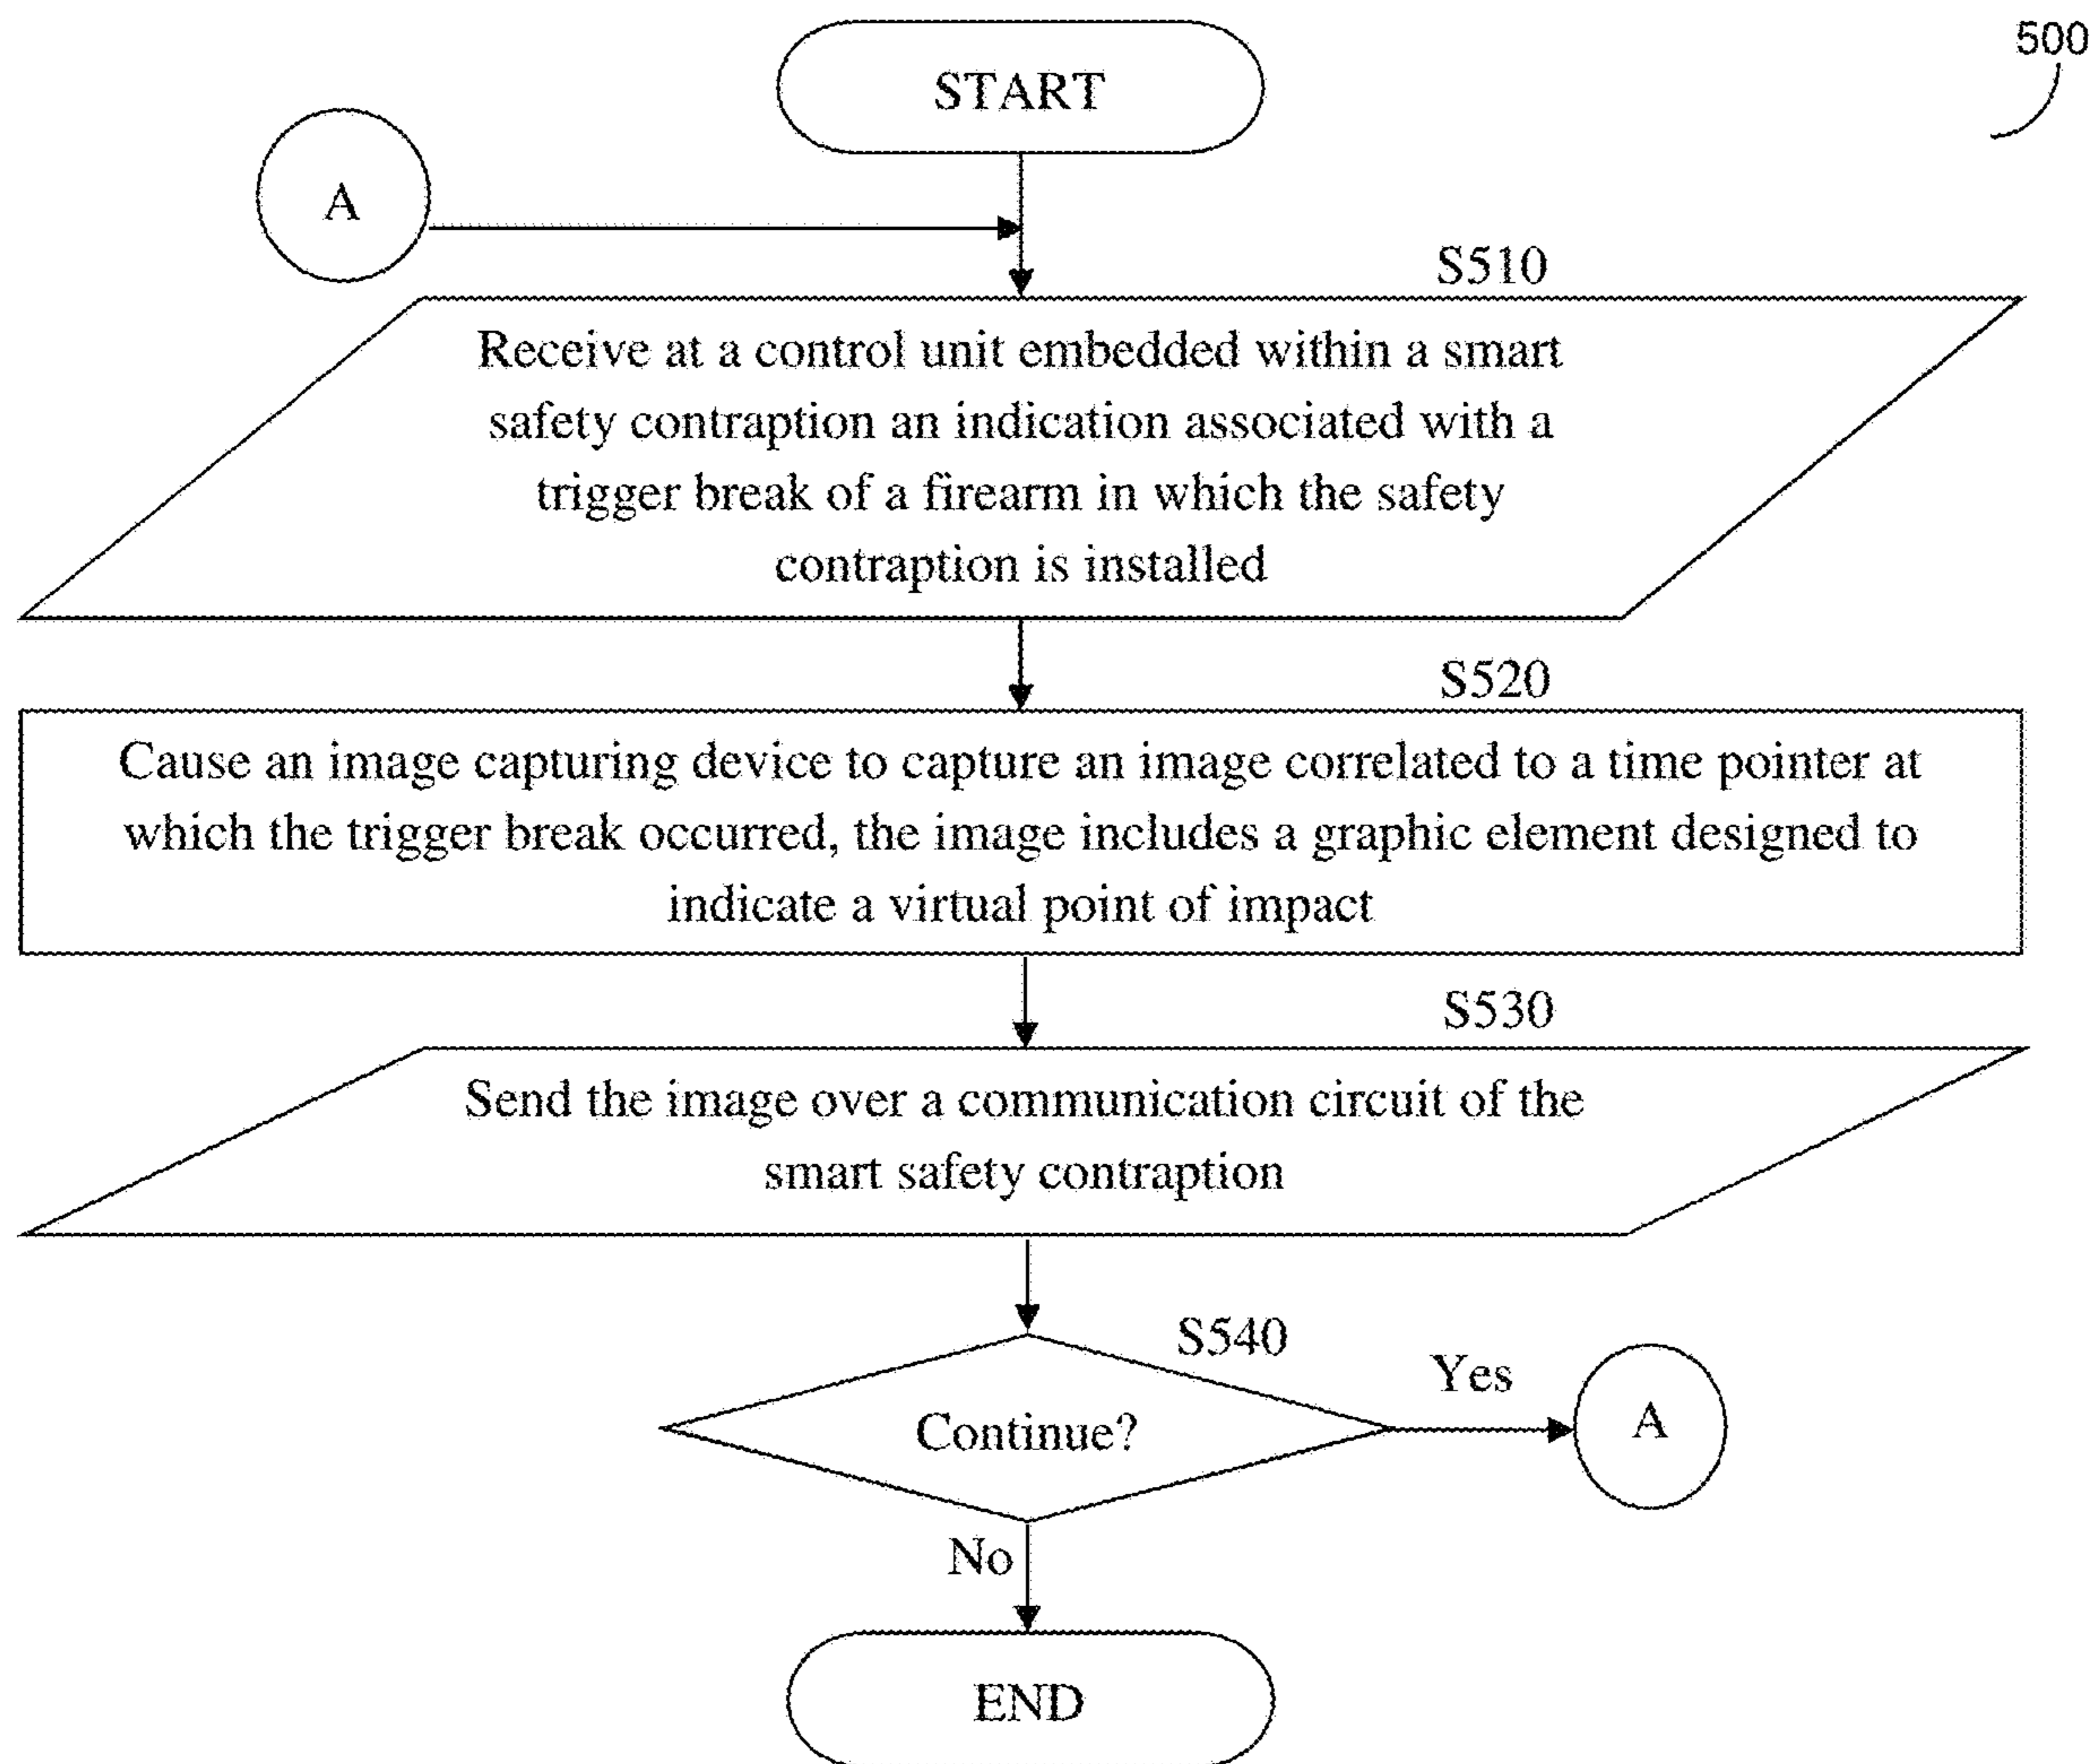 500
START
A
S510
Receive at a control unit embedded within a smart
safety contraption an indication associated with a
trigger break of a firearm in which the safety
contraption is installed
S520
Cause an image capturing device to capture an image correlated to a time pointer at
which the trigger break occurred, the image includes a graphic element designed to
indicate a virtual point of impact
S530
Send the image over a communication circuit of the
smart safety contraption
S540
Continue?
Yes
A
No
END